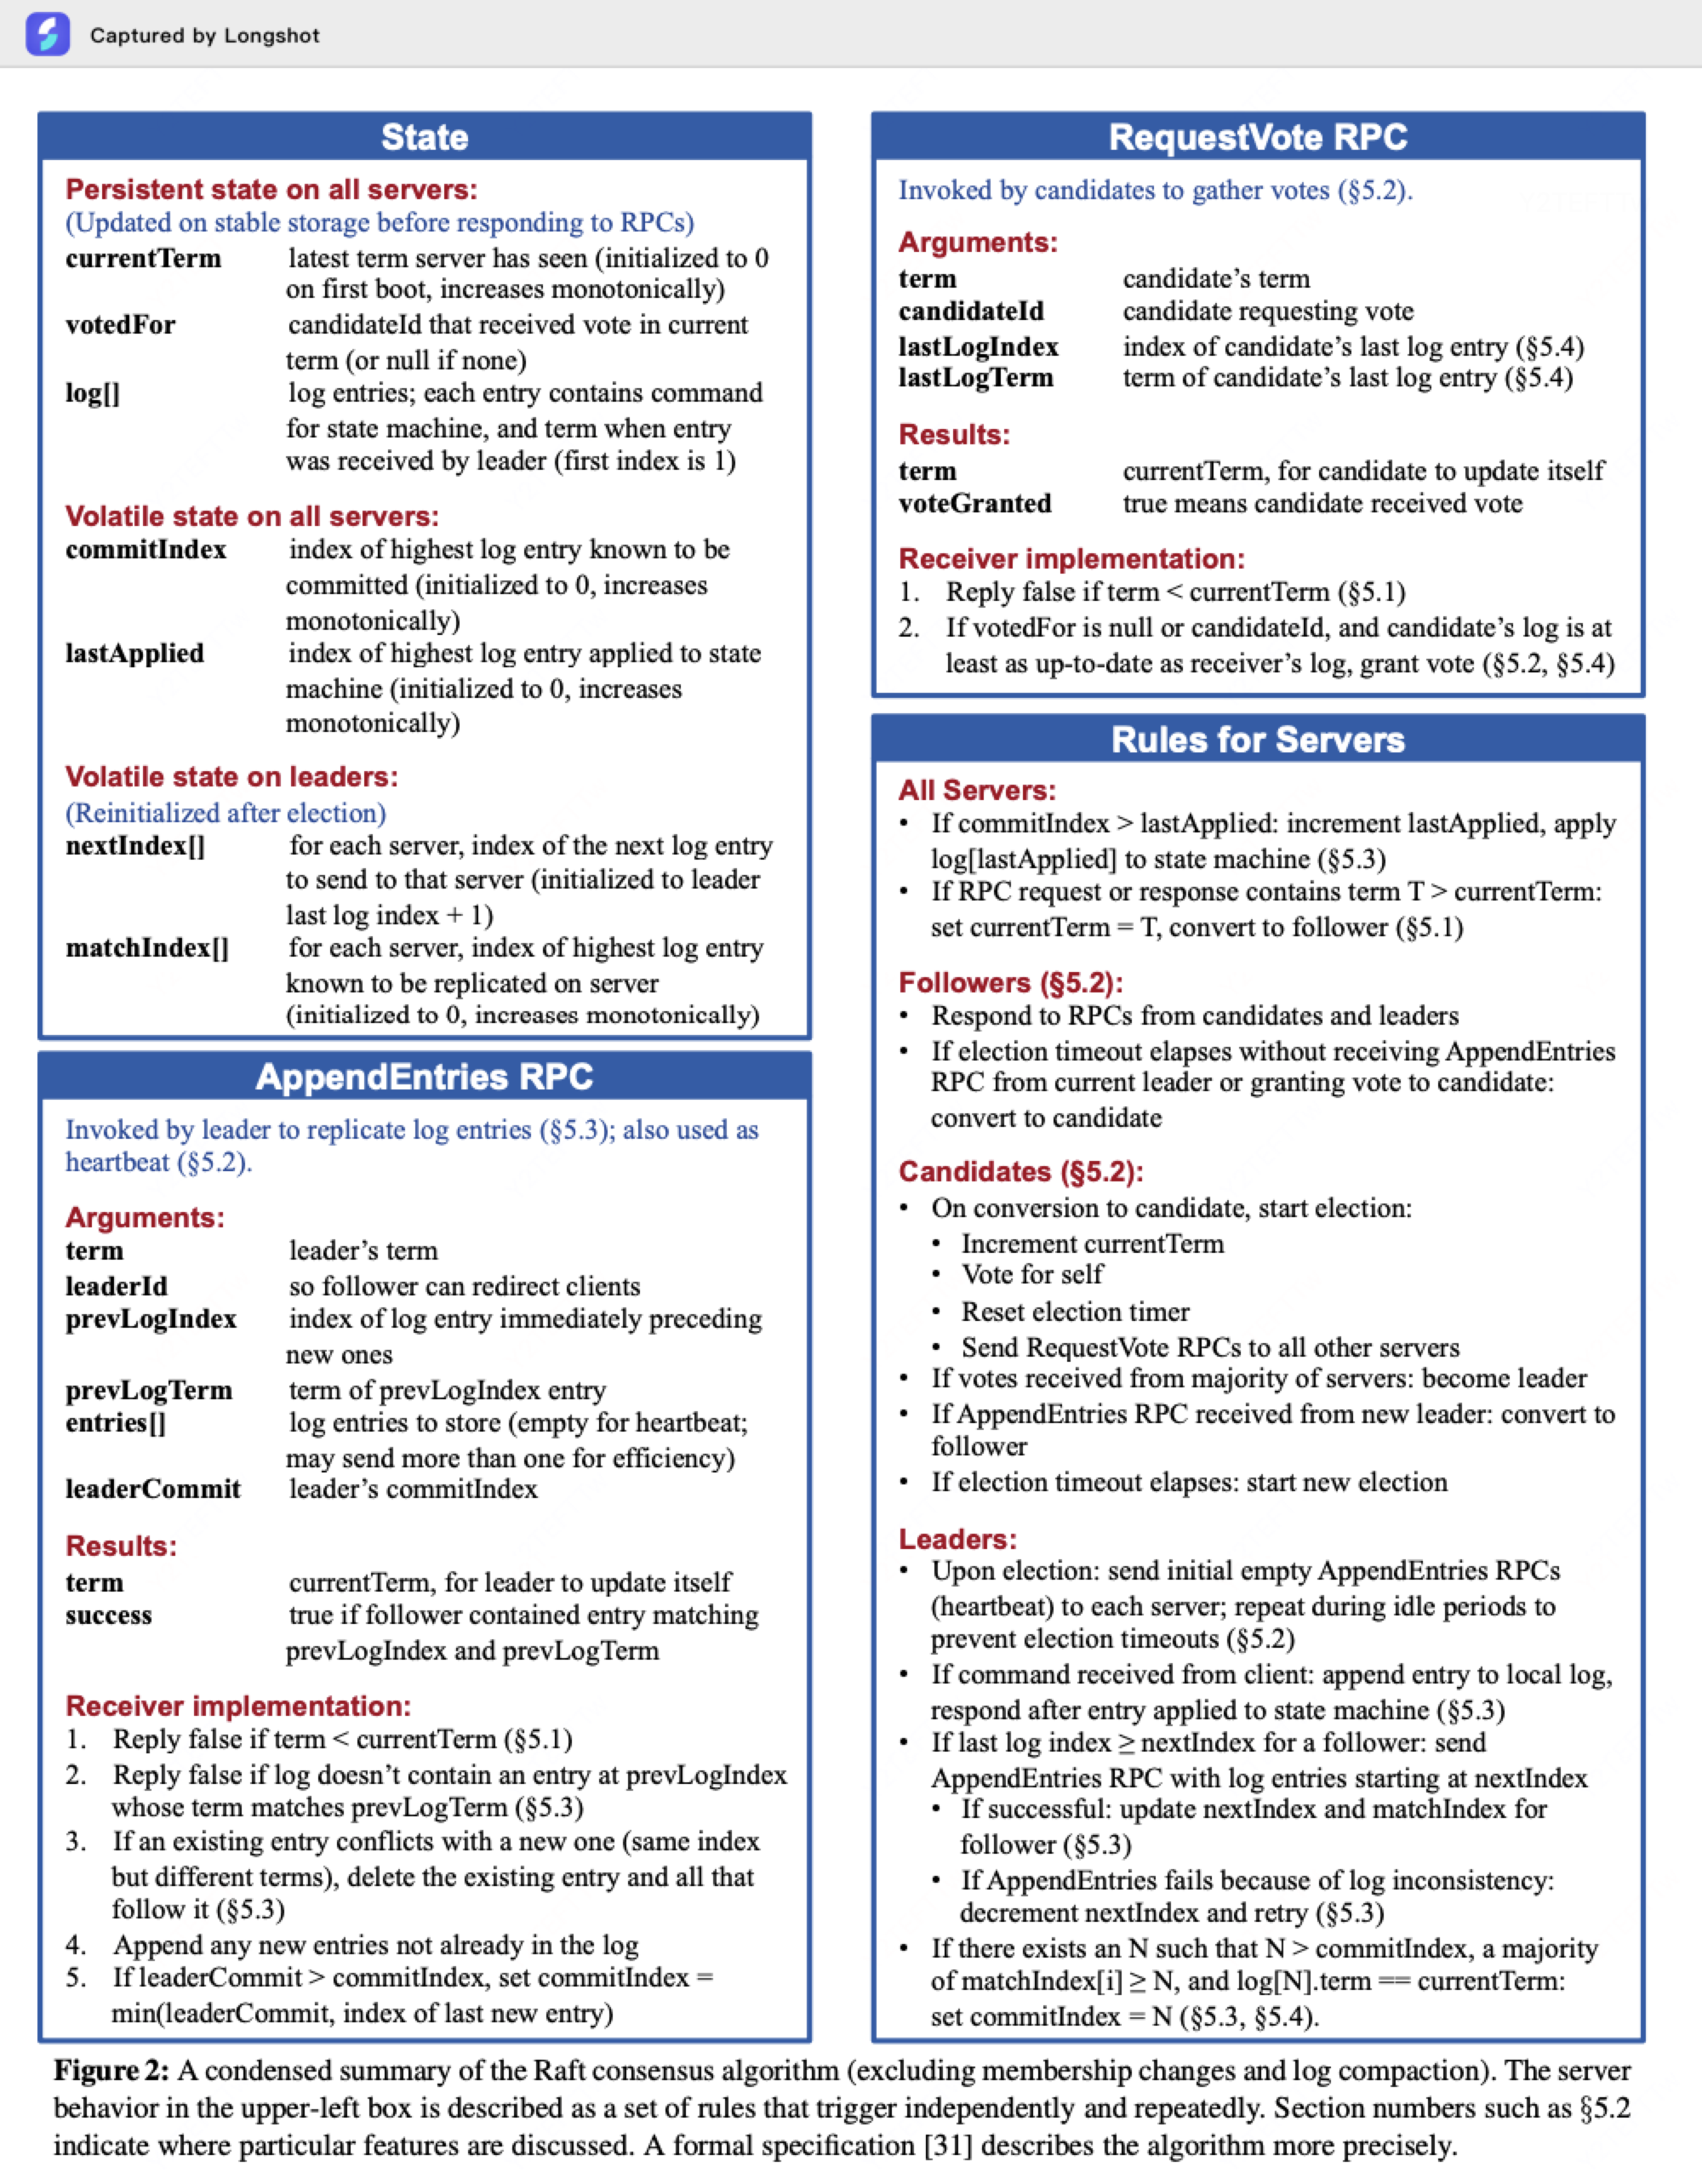 Captured by Longshot
State
Persistent state on all servers:
(Updated on stable storage before responding to RPCs)
currentTerm latest term server has seen (initialized to 0
on first boot, increases monotonically)
votedFor candidateId that received vote in current
term (or null if none)
log[] log entries; each entry contains command
for state machine, and term when entry
was received by leader (first index is 1)
Volatile state on all servers:
commitIndex index of highest log entry known to be
committed (initialized to 0, increases
monotonically)
lastApplied index of highest log entry applied to state
machine (initialized to 0, increases
monotonically)
Volatile state on leaders:
(Reinitialized after election)
nextIndex[] for each server, index of the next log entry
to send to that server (initialized to leader
last log index + 1)
matchIndex[] for each server, index of highest log entry
known to be replicated on server
(initialized to 0, increases monotonically)
AppendEntries RPC
Invoked by leader to replicate log entries (§5.3); also used as
heartbeat (§5.2).
Arguments:
term leader’s term
leaderId so follower can redirect clients
prevLogIndex index of log entry immediately preceding
new ones
prevLogTerm term of prevLogIndex entry
entries[] log entries to store (empty for heartbeat;
may send more than one for efficiency)
leaderCommit leader’s commitIndex
Results:
term currentTerm, for leader to update itself
success true if follower contained entry matching
prevLogIndex and prevLogTerm
Receiver implementation:
1. Reply false if term < currentTerm (§5.1)
2. Reply false if log doesn’t contain an entry at prevLogIndex
whose term matches prevLogTerm (§5.3)
3. If an existing entry conflicts with a new one (same index
but different terms), delete the existing entry and all that
follow it (§5.3)
4. Append any new entries not already in the log
5. If leaderCommit > commitIndex, set commitIndex =
min(leaderCommit, index of last new entry)
RequestVote RPC
Invoked by candidates to gather votes (§5.2).
Arguments:
term candidate’s term
candidateId candidate requesting vote
lastLogIndex index of candidate’s last log entry (§5.4)
lastLogTerm term of candidate’s last log entry (§5.4)
Results:
term currentTerm, for candidate to update itself
voteGranted true means candidate received vote
Receiver implementation:
1. Reply false if term < currentTerm (§5.1)
2. If votedFor is null or candidateId, and candidate’s log is at
least as up-to-date as receiver’s log, grant vote (§5.2, §5.4)
Rules for Servers
All Servers:
• If commitIndex > lastApplied: increment lastApplied, apply
log[lastApplied] to state machine (§5.3)
• If RPC request or response contains term T > currentTerm:
set currentTerm = T, convert to follower (§5.1)
Followers (§5.2):
• Respond to RPCs from candidates and leaders
• If election timeout elapses without receiving AppendEntries
RPC from current leader or granting vote to candidate:
convert to candidate
Candidates (§5.2):
• On conversion to candidate, start election:
• Increment currentTerm
• Vote for self
• Reset election timer
• Send RequestVote RPCs to all other servers
• If votes received from majority of servers: become leader
• If AppendEntries RPC received from new leader: convert to
follower
• If election timeout elapses: start new election
Leaders:
• Upon election: send initial empty AppendEntries RPCs
(heartbeat) to each server; repeat during idle periods to
prevent election timeouts (§5.2)
• If command received from client: append entry to local log,
respond after entry applied to state machine (§5.3)
• If last log index ≥ nextIndex for a follower: send
AppendEntries RPC with log entries starting at nextIndex
• If successful: update nextIndex and matchIndex for
follower (§5.3)
• If AppendEntries fails because of log inconsistency:
decrement nextIndex and retry (§5.3)
• If there exists an N such that N > commitIndex, a majority
of matchIndex[i] ≥ N, and log[N].term == currentTerm:
set commitIndex = N (§5.3, §5.4).
Figure 2: A condensed summary of the Raft consensus algorithm (excluding membership changes and log compaction). The server
behavior in the upper-left box is described as a set of rules that trigger independently and repeatedly. Section numbers such as §5.2
indicate where particular features are discussed. A formal specification [31] describes the algorithm more precisely.